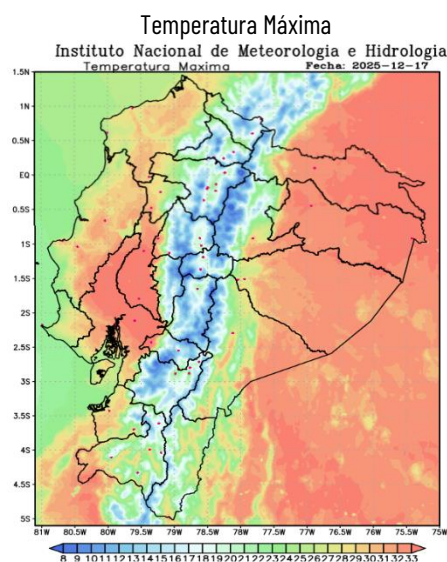 Temperatura Máxima
Instituto Nacional de Meteorologia e Hidrologia
Temperatura Maxima Fecha: 2025-12-17
1.5N
1N
0.5N
EQ
0.5S
1S
1.5S
2S
2.5S
3S
3.5S
4S
4.5S
5S
81W 80.5W 80W 79.5W 79W 78.5W 78W 77.5W 77W 76.5W 76W 75.5W 75W
8 9 10 11 12 13 14 15 16 17 18 19 20 21 22 23 24 25 26 27 28 29 30 31 32 33